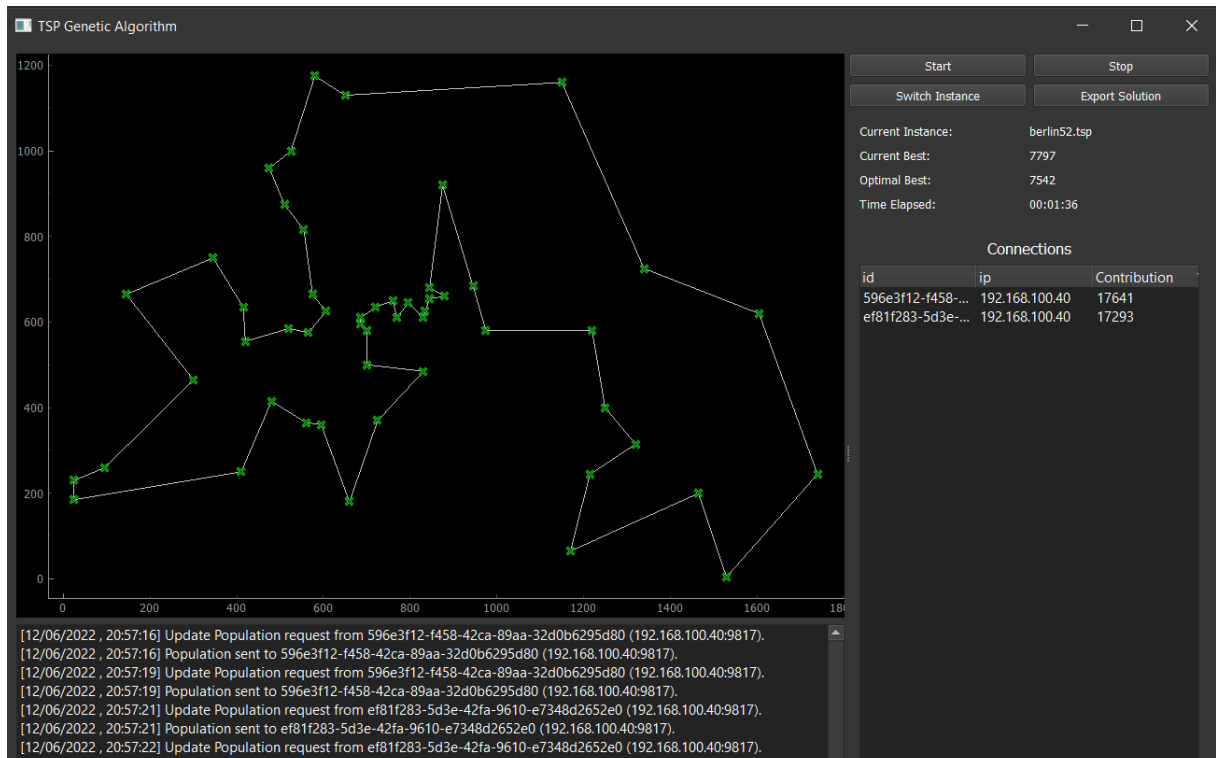 TSP Genetic Algorithm
Start
Stop
Switch Instance
Export Solution
Current Instance: berlin52.tsp
Current Best: 7797
Optimal Best: 7542
Time Elapsed: 00:01:36
Connections
id ip Contribution
596e3f12-f458-... 192.168.100.40 17641
ef81f283-5d3e-... 192.168.100.40 17293
1200
1000
800
600
400
200
0
0 200 400 600 800 1000 1200 1400 1600 180
[12/06/2022 , 20:57:16] Update Population request from 596e3f12-f458-42ca-89aa-32d0b6295d80 (192.168.100.40:9817).
[12/06/2022 , 20:57:16] Population sent to 596e3f12-f458-42ca-89aa-32d0b6295d80 (192.168.100.40:9817).
[12/06/2022 , 20:57:19] Update Population request from 596e3f12-f458-42ca-89aa-32d0b6295d80 (192.168.100.40:9817).
[12/06/2022 , 20:57:19] Population sent to 596e3f12-f458-42ca-89aa-32d0b6295d80 (192.168.100.40:9817).
[12/06/2022 , 20:57:21] Update Population request from ef81f283-5d3e-42fa-9610-e7348d2652e0 (192.168.100.40:9817).
[12/06/2022 , 20:57:21] Population sent to ef81f283-5d3e-42fa-9610-e7348d2652e0 (192.168.100.40:9817).
[12/06/2022 , 20:57:22] Update Population request from ef81f283-5d3e-42fa-9610-e7348d2652e0 (192.168.100.40:9817).